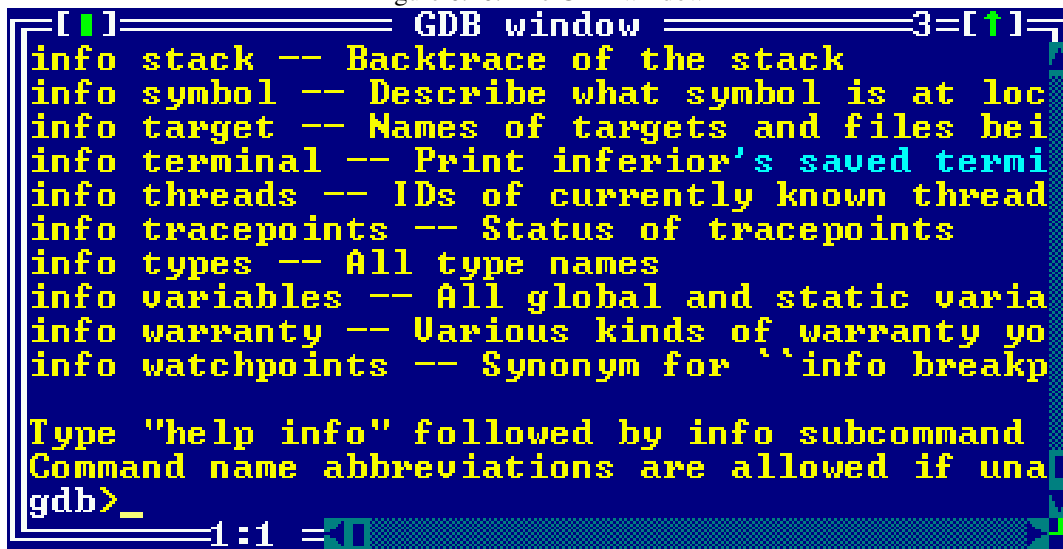 GDB window 3=[↑]
info stack -- Backtrace of the stack
info symbol -- Describe what symbol is at loc
info target -- Names of targets and files bei
info terminal -- Print inferior's saved termi
info threads -- IDs of currently known thread
info tracepoints -- Status of tracepoints
info types -- All type names
info variables -- All global and static varia
info warranty -- Various kinds of warranty yo
info watchpoints -- Synonym for ``info breakp
Type "help info" followed by info subcommand
Command name abbreviations are allowed if una
gdb>_
1:1